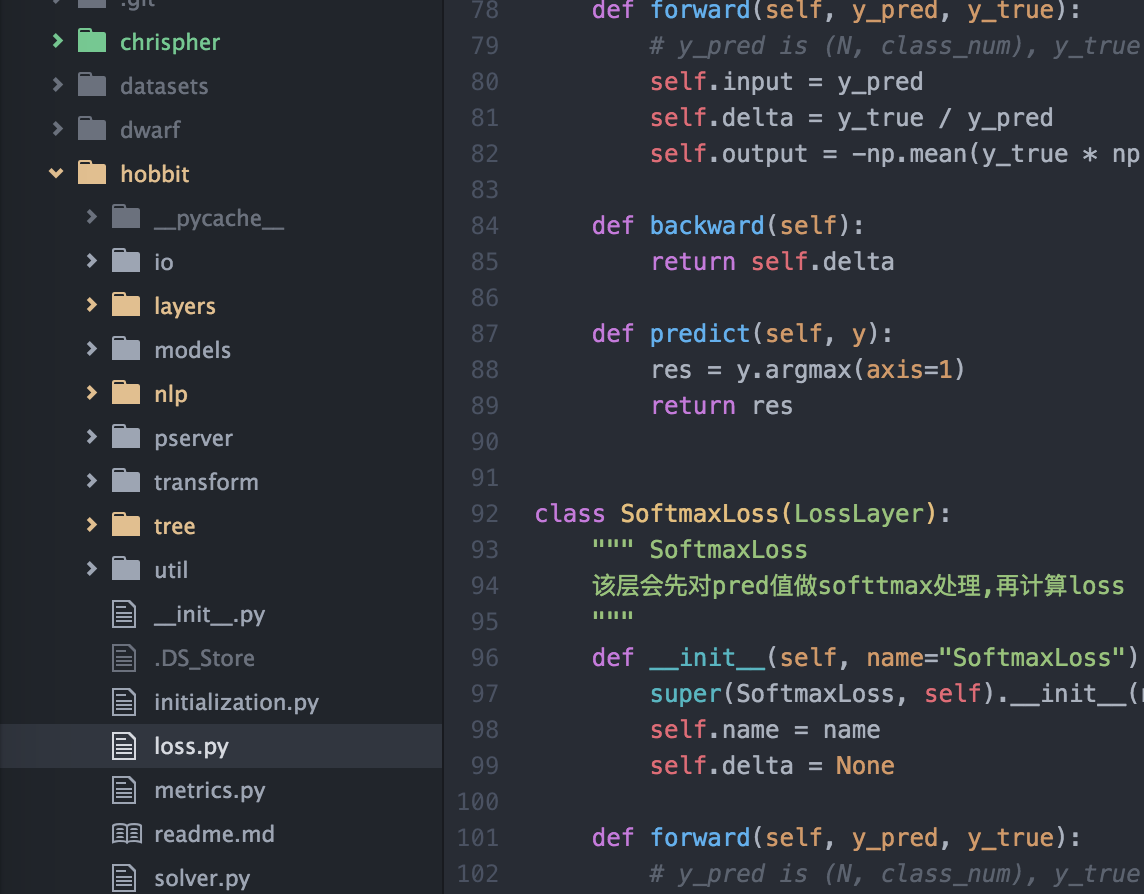 .git
chrispher
datasets
dwarf
hobbit
__pycache__
io
layers
models
nlp
pserver
transform
tree
util
__init__.py
.DS_Store
initialization.py
loss.py
metrics.py
readme.md
solver.py
78 def forward(self, y_pred, y_true):
79 # y_pred is (N, class_num), y_true
80 self.input = y_pred
81 self.delta = y_true / y_pred
82 self.output = -np.mean(y_true * np
83
84 def backward(self):
85 return self.delta
86
87 def predict(self, y):
88 res = y.argmax(axis=1)
89 return res
90
91
92 class SoftmaxLoss(LossLayer):
93 """ SoftmaxLoss
94 该层会先对pred值做softtmax处理,再计算loss
95 """
96 def __init__(self, name="SoftmaxLoss")
97 super(SoftmaxLoss, self).__init__(
98 self.name = name
99 self.delta = None
100
101 def forward(self, y_pred, y_true):
102 # y_pred is (N, class_num), y_true